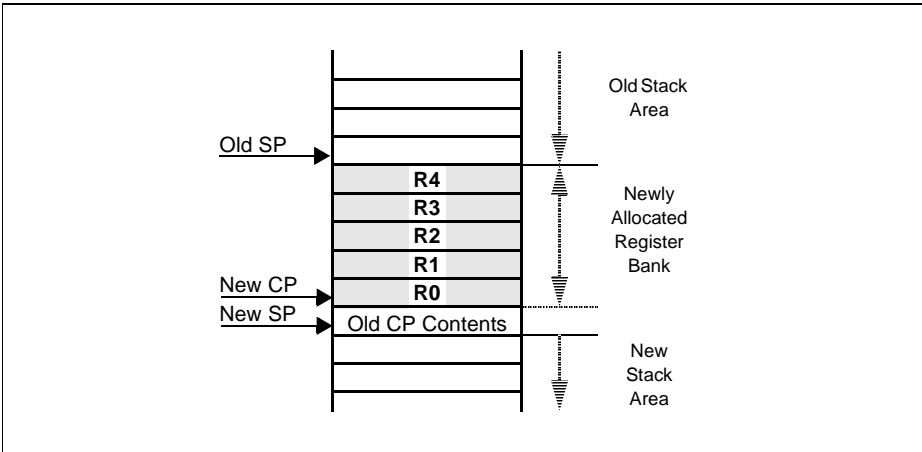 Old Stack
Area
Old SP
R4
R3
R2
R1
R0
Newly
Allocated
Register
Bank
New CP
New SP
Old CP Contents
New
Stack
Area